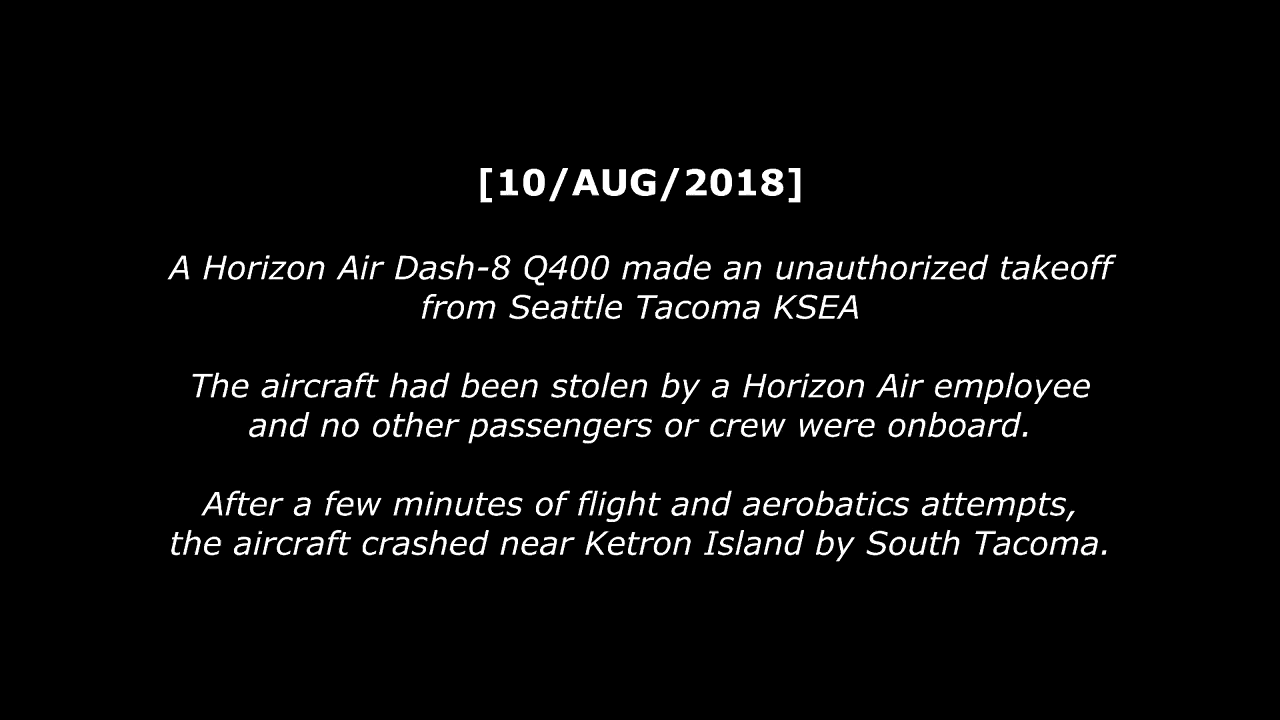 [10/AUG/2018]
A Horizon Air Dash-8 Q400 made an unauthorized takeoff
from Seattle Tacoma KSEA
The aircraft had been stolen by a Horizon Air employee
and no other passengers or crew were onboard.
After a few minutes of flight and aerobatics attempts,
the aircraft crashed near Ketron Island by South Tacoma.